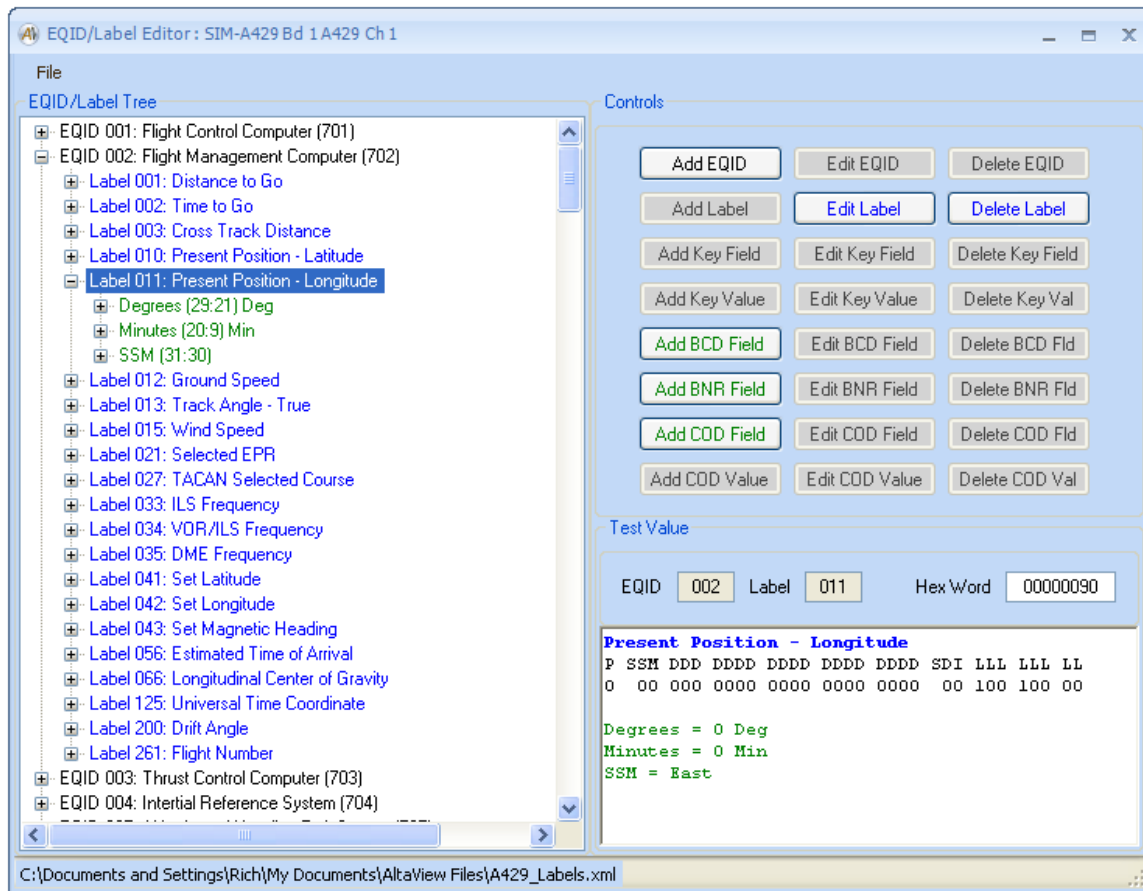 EQID/Label Editor : SIM-A429 Bd 1 A429 Ch 1
File
EQID/Label Tree
EQID 001: Flight Control Computer (701)
EQID 002: Flight Management Computer (702)
Label 001: Distance to Go
Label 002: Time to Go
Label 003: Cross Track Distance
Label 010: Present Position - Latitude
Label 011: Present Position - Longitude
Degrees (29:21) Deg
Minutes (20:9) Min
SSM (31:30)
Label 012: Ground Speed
Label 013: Track Angle - True
Label 015: Wind Speed
Label 021: Selected EPR
Label 027: TACAN Selected Course
Label 033: ILS Frequency
Label 034: VOR/ILS Frequency
Label 035: DME Frequency
Label 041: Set Latitude
Label 042: Set Longitude
Label 043: Set Magnetic Heading
Label 056: Estimated Time of Arrival
Label 066: Longitudinal Center of Gravity
Label 125: Universal Time Coordinate
Label 200: Drift Angle
Label 261: Flight Number
EQID 003: Thrust Control Computer (703)
EQID 004: Intertial Reference System (704)
Controls
Add EQID Edit EQID Delete EQID
Add Label Edit Label Delete Label
Add Key Field Edit Key Field Delete Key Field
Add Key Value Edit Key Value Delete Key Val
Add BCD Field Edit BCD Field Delete BCD Fld
Add BNR Field Edit BNR Field Delete BNR Fld
Add COD Field Edit COD Field Delete COD Fld
Add COD Value Edit COD Value Delete COD Val
Test Value
EQID 002 Label 011 Hex Word 00000090
Present Position - Longitude
P SSM DDD DDDD DDDD DDDD DDDD SDI LLL LLL LL
0 00 000 0000 0000 0000 0000 00 100 100 00
Degrees = 0 Deg
Minutes = 0 Min
SSM = East
C:\Documents and Settings\Rich\My Documents\AltaView Files\A429_Labels.xml